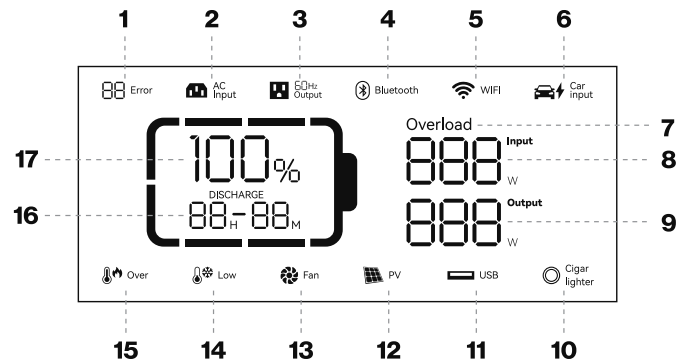 1 2 3 4 5 6
88 Error
AC
Input
60Hz
Output
Bluetooth
WIFI
Car
input
Overload
7
17
100%
888
Input
W
8
DISCHARGE
16
88H-88M
888
Output
W
9
Over
Low
Fan
PV
USB
Cigar
lighter
15 14 13 12 11 10